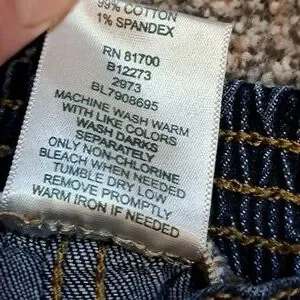 99% COTTON
1% SPANDEX
RN 81700
B12273
2973
BL7908695
MACHINE WASH WARM
WITH LIKE COLORS
WASH DARKS
SEPARATELY
ONLY NON-CHLORINE
BLEACH WHEN NEEDED
TUMBLE DRY LOW
REMOVE PROMPTLY
WARM IRON IF NEEDED